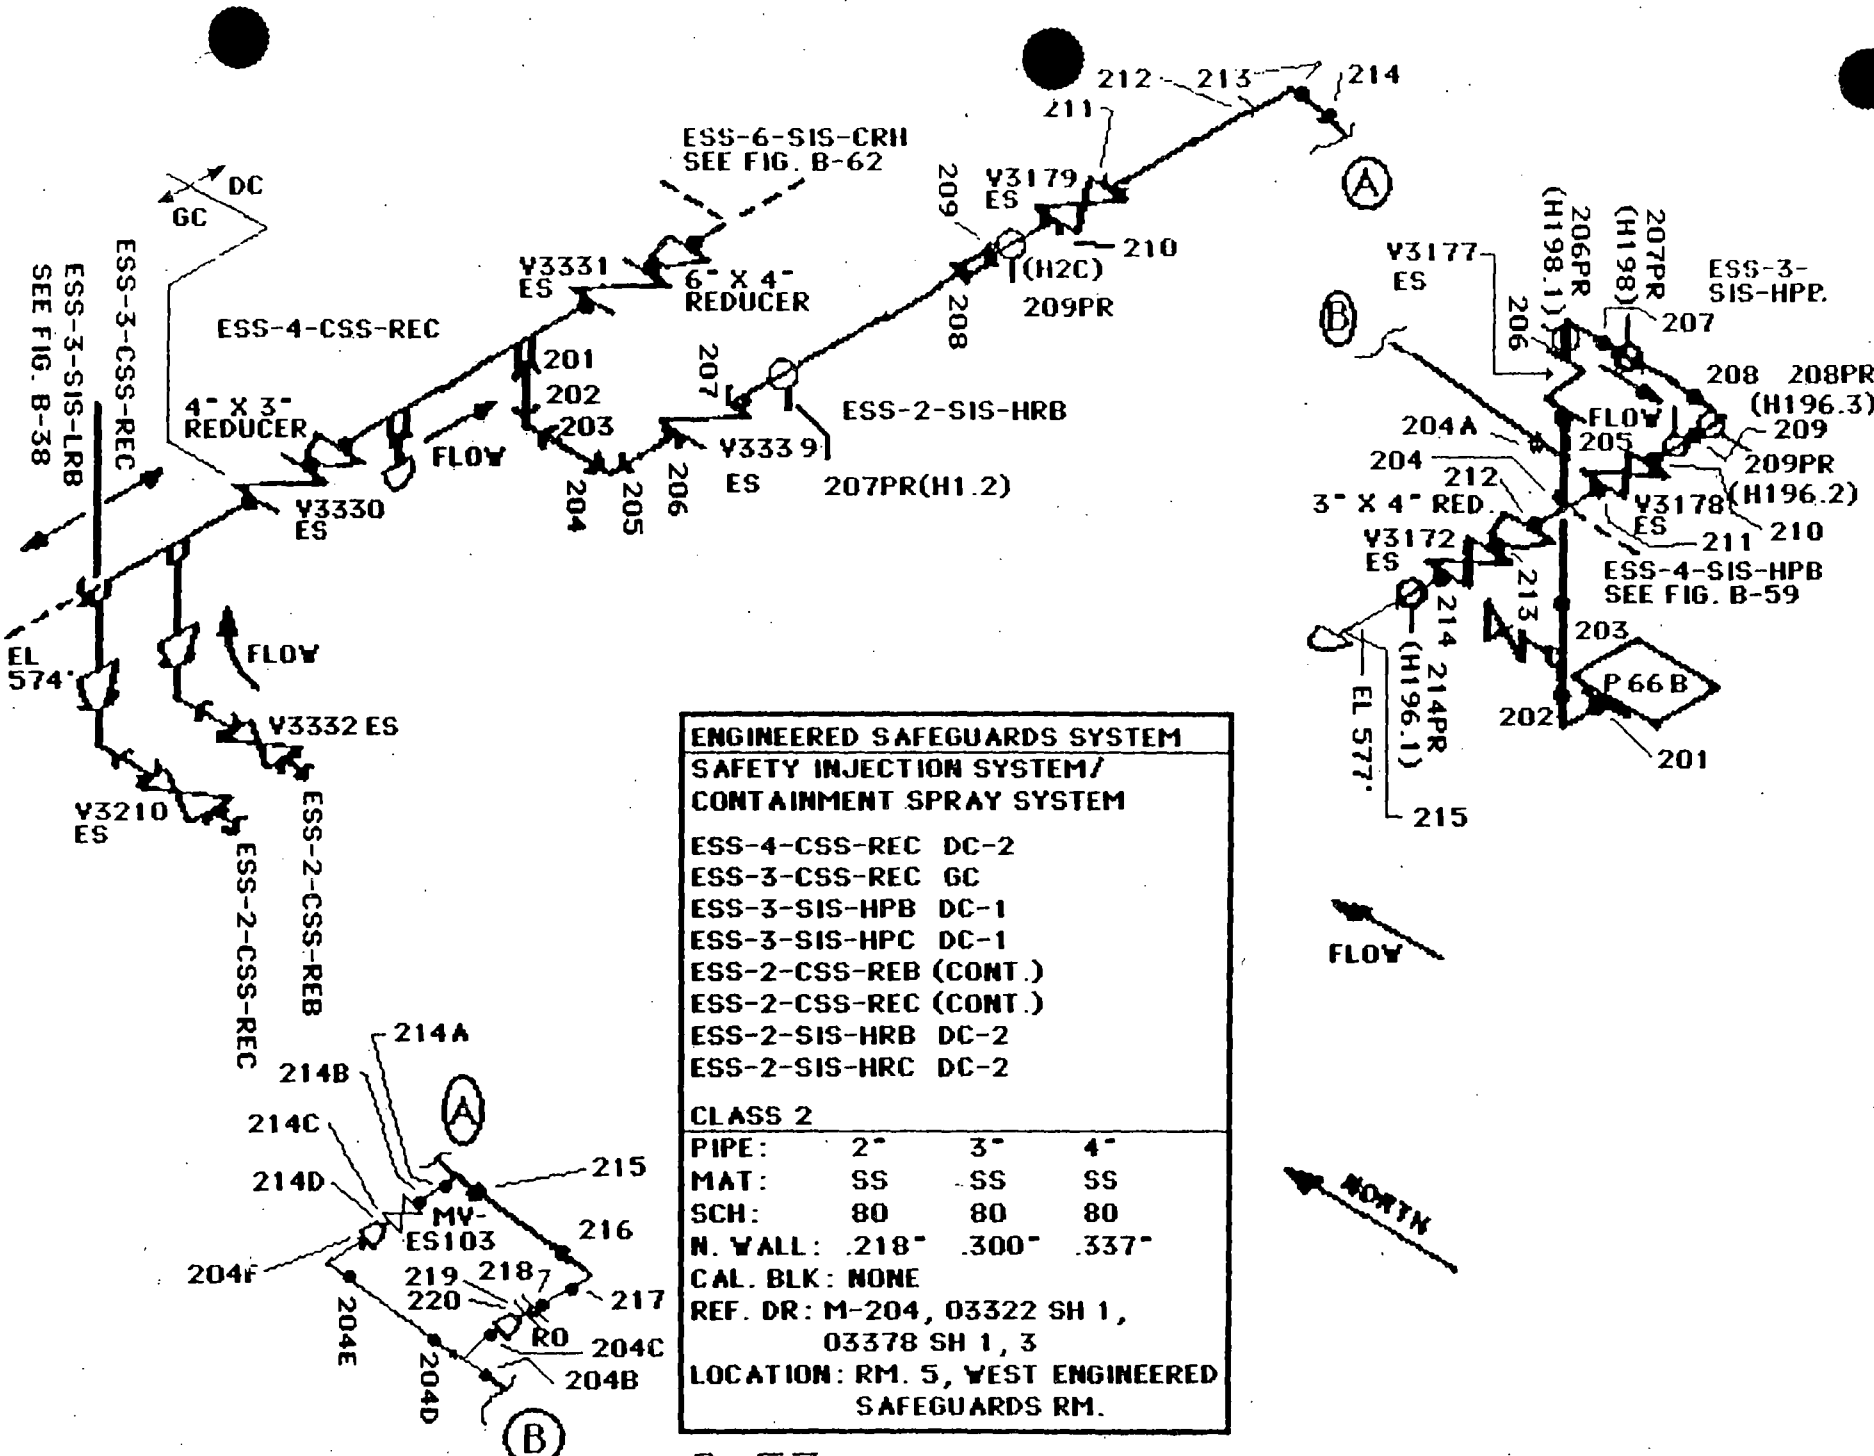 212
213
214
211
A
ESS-6-SIS-CRH
SEE FIG. B-62
DC
GC
V3179
ES
209
210
(H2C)
209PR
208
V3331
ES
6" X 4"
REDUCER
ESS-4-CSS-REC
ESS-3-CSS-REC
ESS-3-SIS-LRB
SEE FIG. B-38
4" X 3"
REDUCER
201
202
203
204
205
206
207
FLOW
V3339
ES
ESS-2-SIS-HRB
207PR(H1.2)
V3330
ES
EL
574'
FLOW
V3332 ES
V3210
ES
ESS-2-CSS-REB
ESS-2-CSS-REC
206PR
(H198.1)
207PR
(H198)
V3177
ES
206
207
ESS-3-
SIS-HPB.
B
208
208PR
(H196.3)
FLOW
205
204A
204
212
209
209PR
(H196.2)
3" X 4" RED.
V3178
ES
210
211
V3172
ES
213
ESS-4-SIS-HPB
SEE FIG. B-59
214
214PR
(H196.1)
203
P 66 B
202
201
EL 577'
215
FLOW
NORTH
ENGINEERED SAFEGUARDS SYSTEM
SAFETY INJECTION SYSTEM/
CONTAINMENT SPRAY SYSTEM
ESS-4-CSS-REC DC-2
ESS-3-CSS-REC GC
ESS-3-SIS-HPB DC-1
ESS-3-SIS-HPC DC-1
ESS-2-CSS-REB (CONT.)
ESS-2-CSS-REC (CONT.)
ESS-2-SIS-HRB DC-2
ESS-2-SIS-HRC DC-2
CLASS 2
PIPE: 2" 3" 4"
MAT: SS SS SS
SCH: 80 80 80
N. WALL: .218" .300" .337"
CAL. BLK: NONE
REF. DR: M-204, 03322 SH 1,
03378 SH 1, 3
LOCATION: RM. 5, WEST ENGINEERED
SAFEGUARDS RM.
214A
214B
A
214C
214D
215
MV-
ES103
216
204F
219
218
220
217
RO
204C
204E
204D
204B
B